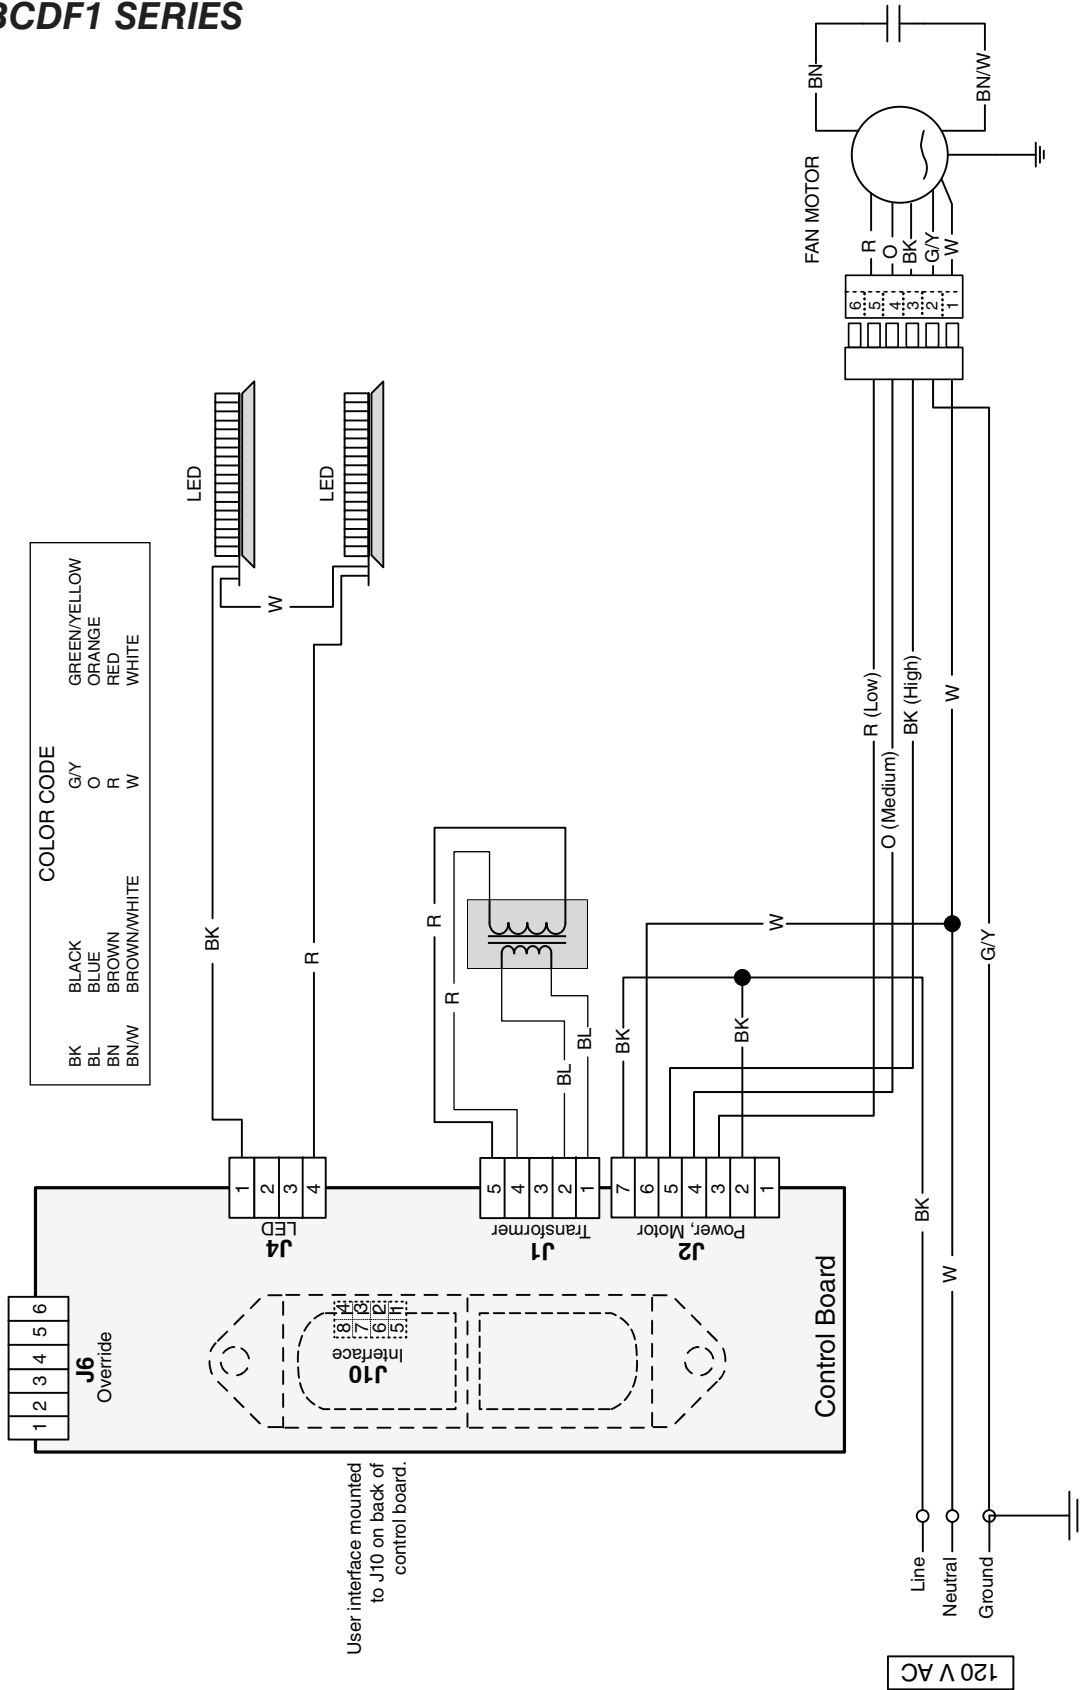 BCDF1 SERIES
COLOR CODE
BK BLACK G/Y GREEN/YELLOW
BL BLUE O ORANGE
BN BROWN R RED
BN/W BROWN/WHITE W WHITE
J6
Override
1 2 3 4 5 6
User interface mounted
to J10 on back of
control board.
J10
Interface
8 7 6 5
4 3 2 1
Control Board
J4
LED
1 2 3 4
J1
Transformer
5 4 3 2 1
J2
Power, Motor
7 6 5 4 3 2 1
BK
R
W
LED
LED
R
R
BL
BL
BK
BK
W
R (Low)
O (Medium)
BK (High)
W
G/Y
BK
W
120 V AC
Line
Neutral
Ground
6 5 4 3 2 1
R
O
BK
G/Y
W
FAN MOTOR
BN
BN/W